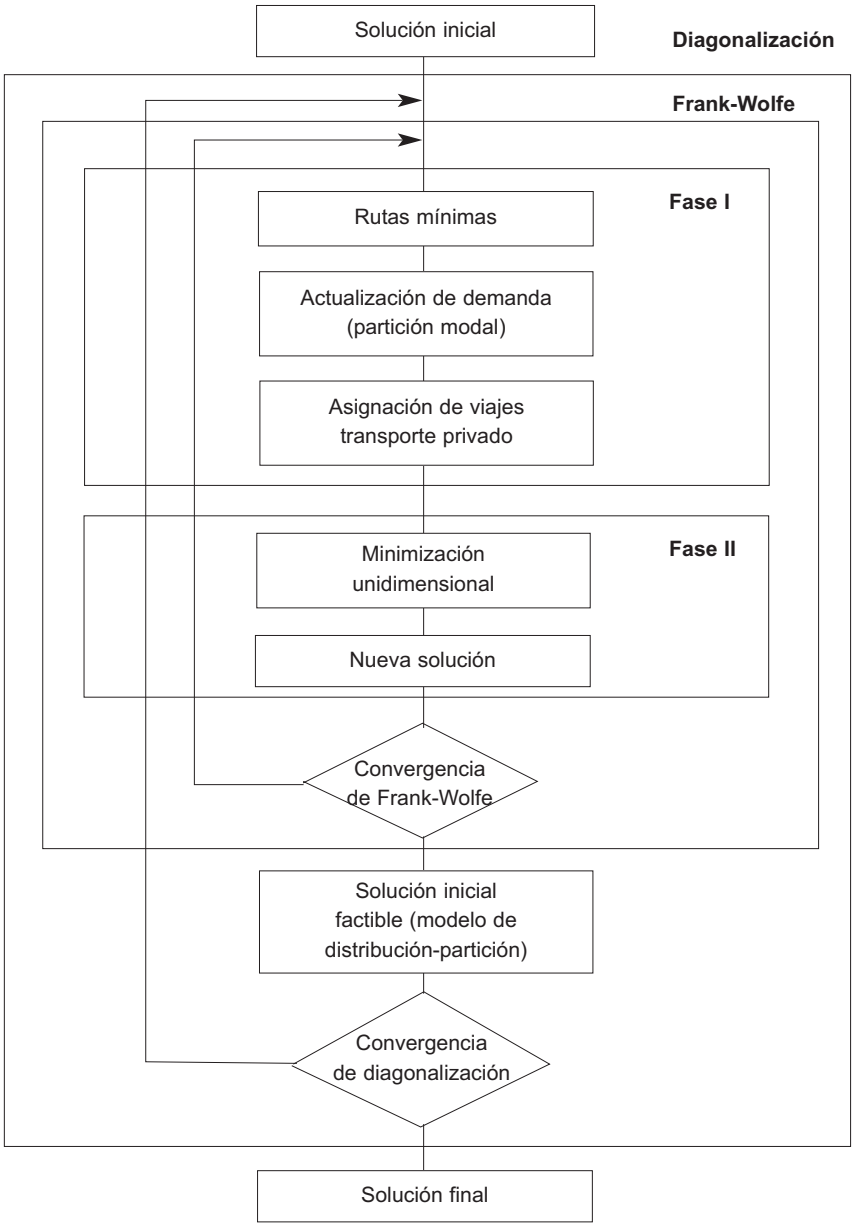 Solución inicial
Diagonalización
Frank-Wolfe
Fase I
Rutas mínimas
Actualización de demanda
(partición modal)
Asignación de viajes
transporte privado
Fase II
Minimización
unidimensional
Nueva solución
Convergencia
de Frank-Wolfe
Solución inicial
factible (modelo de
distribución-partición)
Convergencia
de diagonalización
Solución final